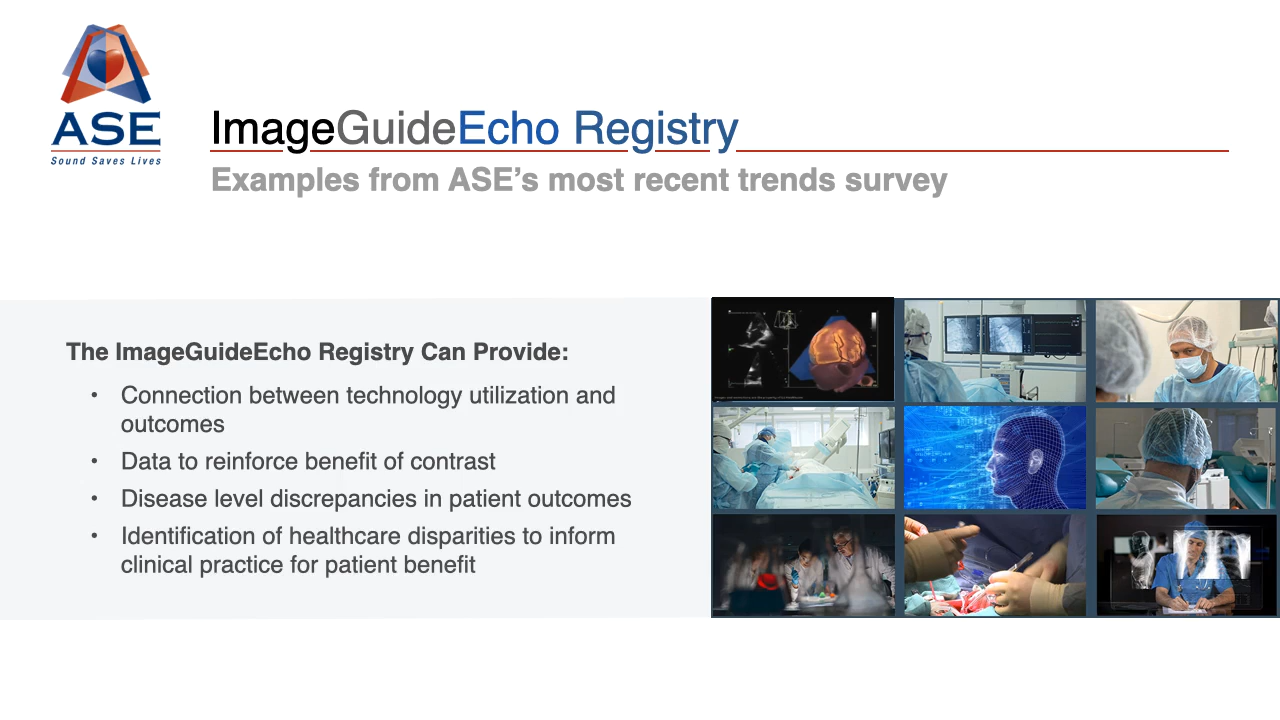 ASE
Sound Saves Lives
ImageGuideEcho Registry
Examples from ASE’s most recent trends survey
The ImageGuideEcho Registry Can Provide:
• Connection between technology utilization and
outcomes
• Data to reinforce benefit of contrast
• Disease level discrepancies in patient outcomes
• Identification of healthcare disparities to inform
clinical practice for patient benefit